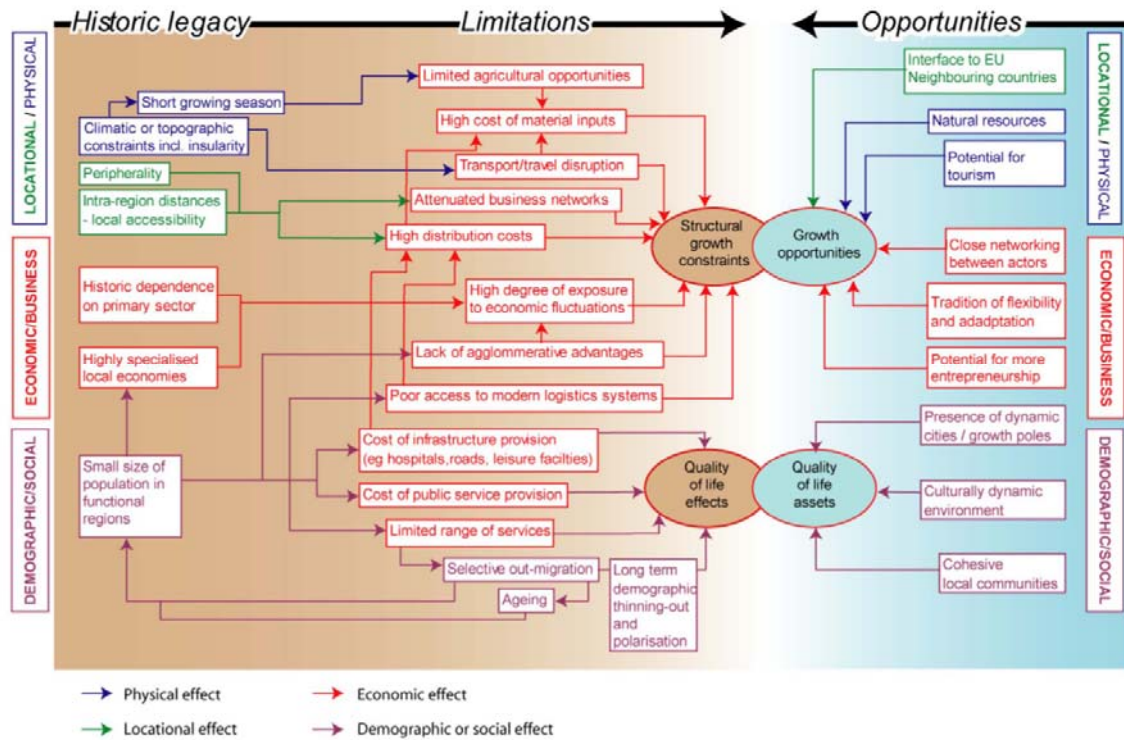 Historic legacy
Limitations
Opportunities
LOCATIONAL / PHYSICAL
ECONOMIC/BUSINESS
DEMOGRAPHIC/SOCIAL
Short growing season
Climatic or topographic
constraints incl. insularity
Peripherality
Intra-region distances
- local accessibility
Historic dependence
on primary sector
Highly specialised
local economies
Small size of
population in
functional
regions
Limited agricultural opportunities
High cost of material inputs
Transport/travel disruption
Attenuated business networks
High distribution costs
High degree of exposure
to economic fluctuations
Lack of agglommerative advantages
Poor access to modern logistics systems
Cost of infrastructure provision
(eg hospitals,roads, leisure facilties)
Cost of public service provision
Limited range of services
Selective out-migration
Ageing
Long term
demographic
thinning-out
and
polarisation
Structural
growth
constraints
Growth
opportunities
Quality
of life
effects
Quality
of life
assets
Interface to EU
Neighbouring countries
Natural resources
Potential for
tourism
Close networking
between actors
Tradition of flexibility
and adadptation
Potential for more
entrepreneurship
Presence of dynamic
cities / growth poles
Culturally dynamic
environment
Cohesive
local communities
LOCATIONAL / PHYSICAL
ECONOMIC/BUSINESS
DEMOGRAPHIC/SOCIAL
Physical effect
Economic effect
Locational effect
Demographic or social effect